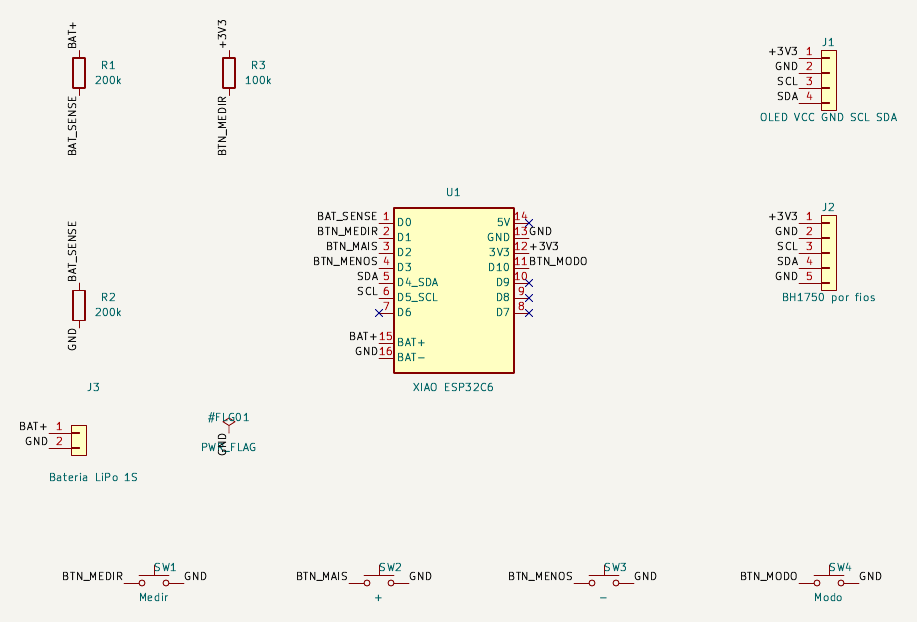 BAT+
R1
200k
BAT_SENSE
+3V3
R3
100k
BTN_MEDIR
J1
+3V3 1
GND 2
SCL 3
SDA 4
OLED VCC GND SCL SDA
BAT_SENSE
R2
200k
GND
U1
BAT_SENSE 1 D0 5V 14
BTN_MEDIR 2 D1 GND 13 GND
BTN_MAIS 3 D2 3V3 12 +3V3
BTN_MENOS 4 D3 D10 11 BTN_MODO
SDA 5 D4_SDA D9 10
SCL 6 D5_SCL D8 9
7 D6 D7 8
BAT+ 15 BAT+
GND 16 BAT-
XIAO ESP32C6
J2
+3V3 1
GND 2
SCL 3
SDA 4
GND 5
BH1750 por fios
J3
BAT+ 1
GND 2
Bateria LiPo 1S
#FLG01
GND
PWR_FLAG
BTN_MEDIR SW1 GND
Medir
BTN_MAIS SW2 GND
+
BTN_MENOS SW3 GND
-
BTN_MODO SW4 GND
Modo